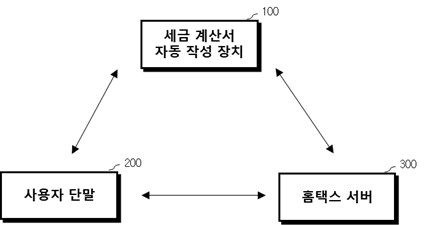 100
세금 계산서
자동 작성 장치
200
사용자 단말
300
홈택스 서버